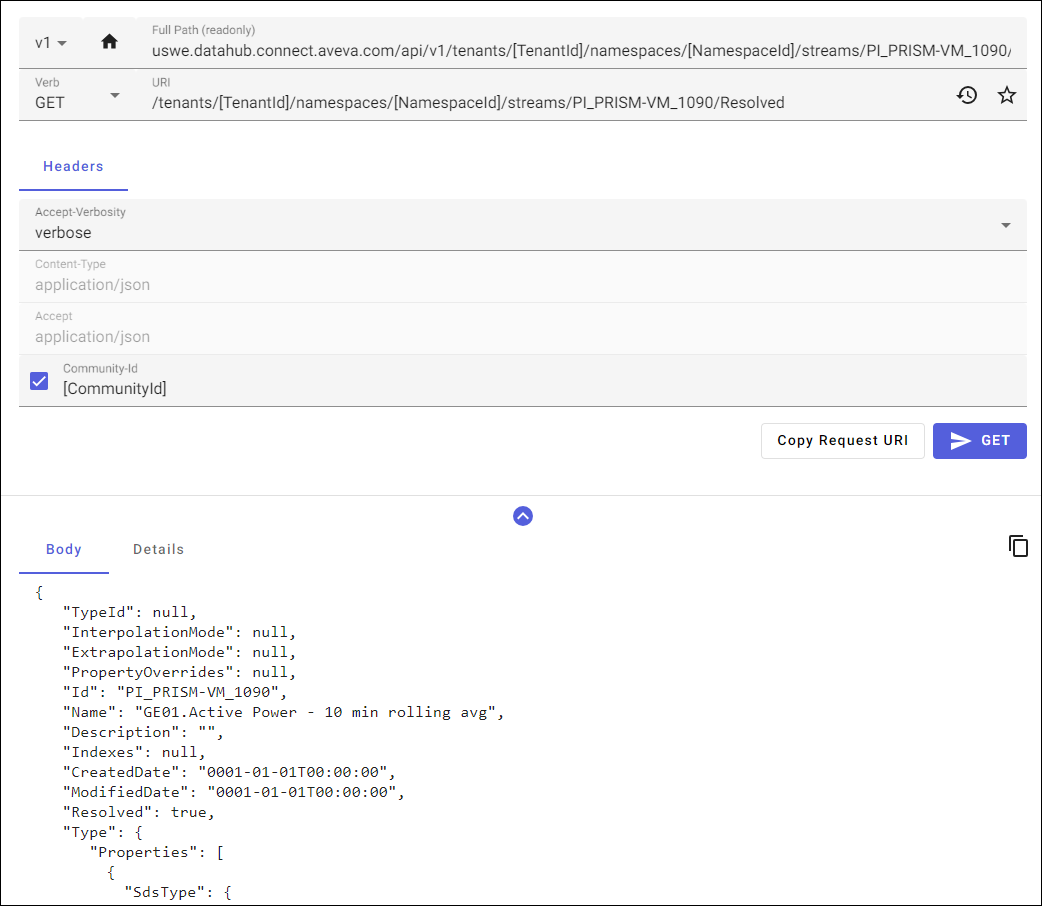 v1
Full Path (readonly)
uswe.datahub.connect.aveva.com/api/v1/tenants/[TenantId]/namespaces/[NamespaceId]/streams/PI_PRISM-VM_1090/
Verb
GET
URI
/tenants/[TenantId]/namespaces/[NamespaceId]/streams/PI_PRISM-VM_1090/Resolved
Headers
Accept-Verbosity
verbose
Content-Type
application/json
Accept
application/json
Community-Id
[CommunityId]
Copy Request URI
GET
Body
Details
{
"TypeId": null,
"InterpolationMode": null,
"ExtrapolationMode": null,
"PropertyOverrides": null,
"Id": "PI_PRISM-VM_1090",
"Name": "GE01.Active Power - 10 min rolling avg",
"Description": "",
"Indexes": null,
"CreatedDate": "0001-01-01T00:00:00",
"ModifiedDate": "0001-01-01T00:00:00",
"Resolved": true,
"Type": {
"Properties": [
{
"SdsType": {